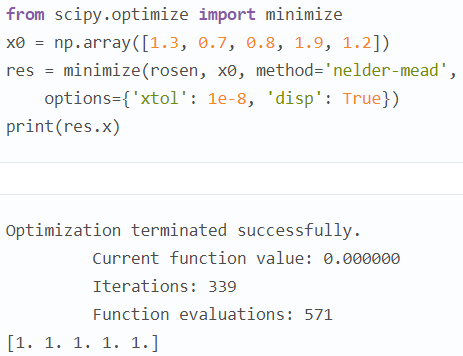 from scipy.optimize import minimize
x0 = np.array([1.3, 0.7, 0.8, 1.9, 1.2])
res = minimize(rosen, x0, method='nelder-mead',
    options={'xtol': 1e-8, 'disp': True})
print(res.x)
Optimization terminated successfully.
         Current function value: 0.000000
         Iterations: 339
         Function evaluations: 571
[1. 1. 1. 1. 1.]